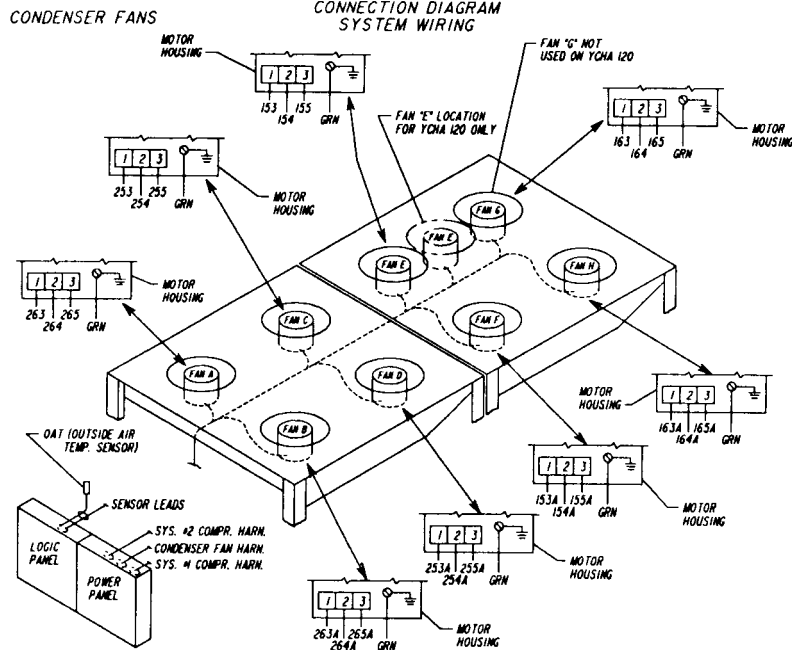 CONDENSER FANS
CONNECTION DIAGRAM
SYSTEM WIRING
MOTOR
HOUSING
1 2 3
153 155
154 GRN
FAN "G" NOT
USED ON YCHA 120
FAN "E" LOCATION
FOR YCHA 120 ONLY
1 2 3
163 165
164 GRN
MOTOR
HOUSING
1 2 3
253 255
254 GRN
MOTOR
HOUSING
1 2 3
263 265
264 GRN
MOTOR
HOUSING
FAN G
FAN E
FAN E
FAN H
FAN C
FAN F
FAN A
FAN D
FAN B
MOTOR
HOUSING
1 2 3
163A 165A
164A GRN
OAT (OUTSIDE AIR
TEMP. SENSOR)
SENSOR LEADS
SYS. #2 COMPR. HARN.
CONDENSER FAN HARN.
SYS. #1 COMPR. HARN.
LOGIC
PANEL
POWER
PANEL
1 2 3
153A 155A
154A GRN
MOTOR
HOUSING
1 2 3
253A 255A
254A GRN
MOTOR
HOUSING
1 2 3
263A 265A
264A GRN
MOTOR
HOUSING